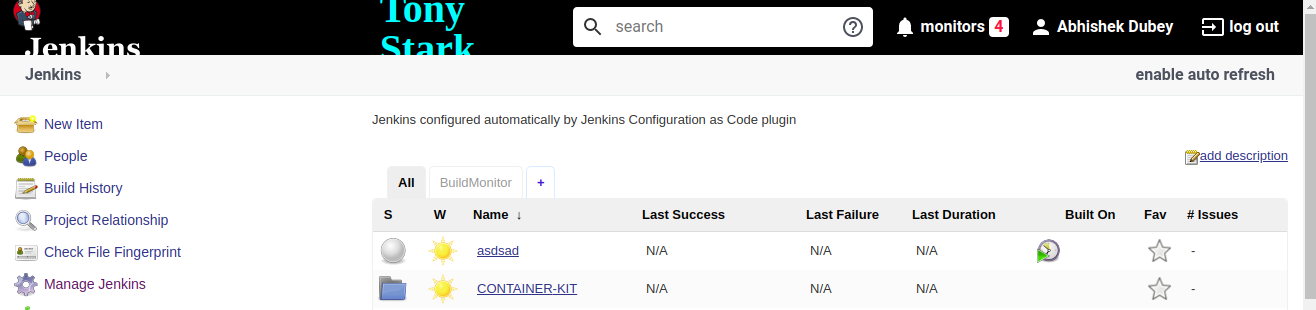 Jenkins
Tony
Stark
search
monitors 4
Abhishek Dubey
log out
Jenkins
enable auto refresh
New Item
People
Build History
Project Relationship
Check File Fingerprint
Manage Jenkins
Jenkins configured automatically by Jenkins Configuration as Code plugin
add description
All BuildMonitor +
S W Name ↓ Last Success Last Failure Last Duration Built On Fav # Issues
asdsad N/A N/A N/A -
CONTAINER-KIT N/A N/A N/A -